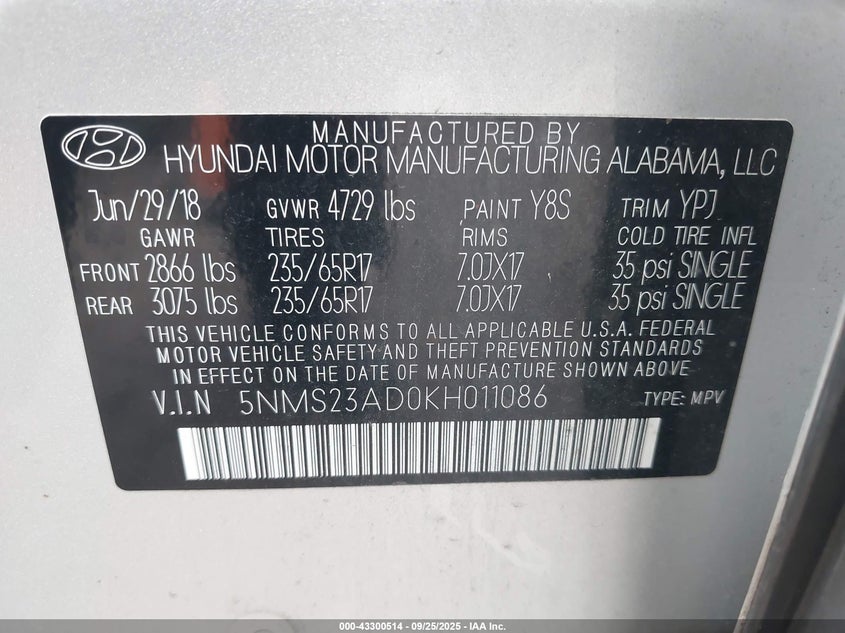 MANUFACTURED BY
HYUNDAI MOTOR MANUFACTURING ALABAMA, LLC
Jun/29/18 GVWR 4729 lbs PAINT Y8S TRIM YPJ
GAWR TIRES RIMS COLD TIRE INFL
FRONT 2866 lbs 235/65R17 7.0JX17 35 psi SINGLE
REAR 3075 lbs 235/65R17 7.0JX17 35 psi SINGLE
THIS VEHICLE CONFORMS TO ALL APPLICABLE U.S.A. FEDERAL
MOTOR VEHICLE SAFETY AND THEFT PREVENTION STANDARDS
IN EFFECT ON THE DATE OF MANUFACTURE SHOWN ABOVE
V.I.N 5NMS23AD0KH011086 TYPE: MPV
000-43300514 - 09/25/2025 - IAA Inc.